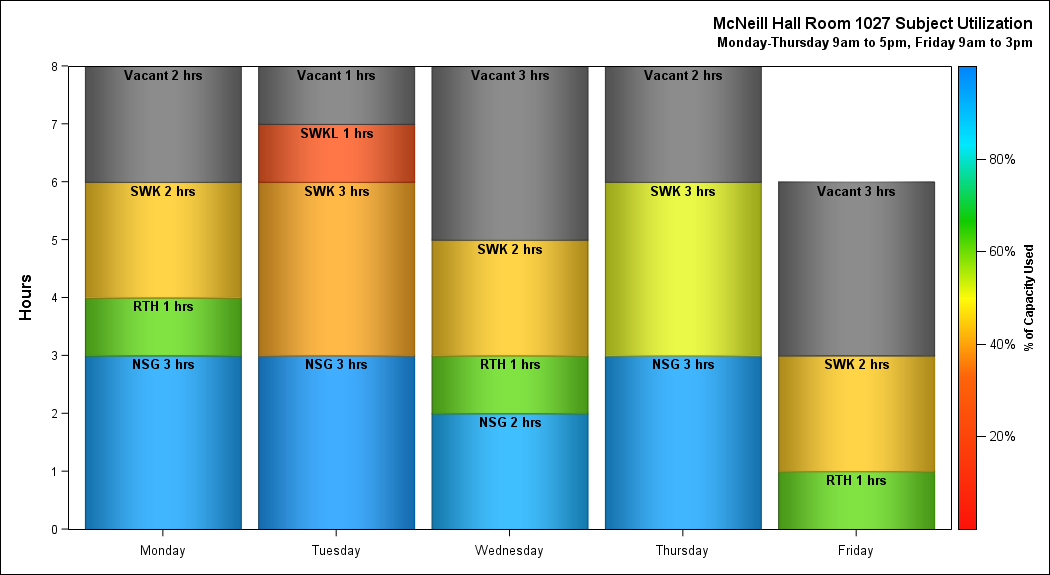 McNeill Hall Room 1027 Subject Utilization
Monday-Thursday 9am to 5pm, Friday 9am to 3pm
Hours
8
7
6
5
4
3
2
1
0
Vacant 2 hrs
SWK 2 hrs
RTH 1 hrs
NSG 3 hrs
Monday
Vacant 1 hrs
SWKL 1 hrs
SWK 3 hrs
NSG 3 hrs
Tuesday
Vacant 3 hrs
SWK 2 hrs
RTH 1 hrs
NSG 2 hrs
Wednesday
Vacant 2 hrs
SWK 3 hrs
NSG 3 hrs
Thursday
Vacant 3 hrs
SWK 2 hrs
RTH 1 hrs
Friday
80%
60%
40%
20%
% of Capacity Used